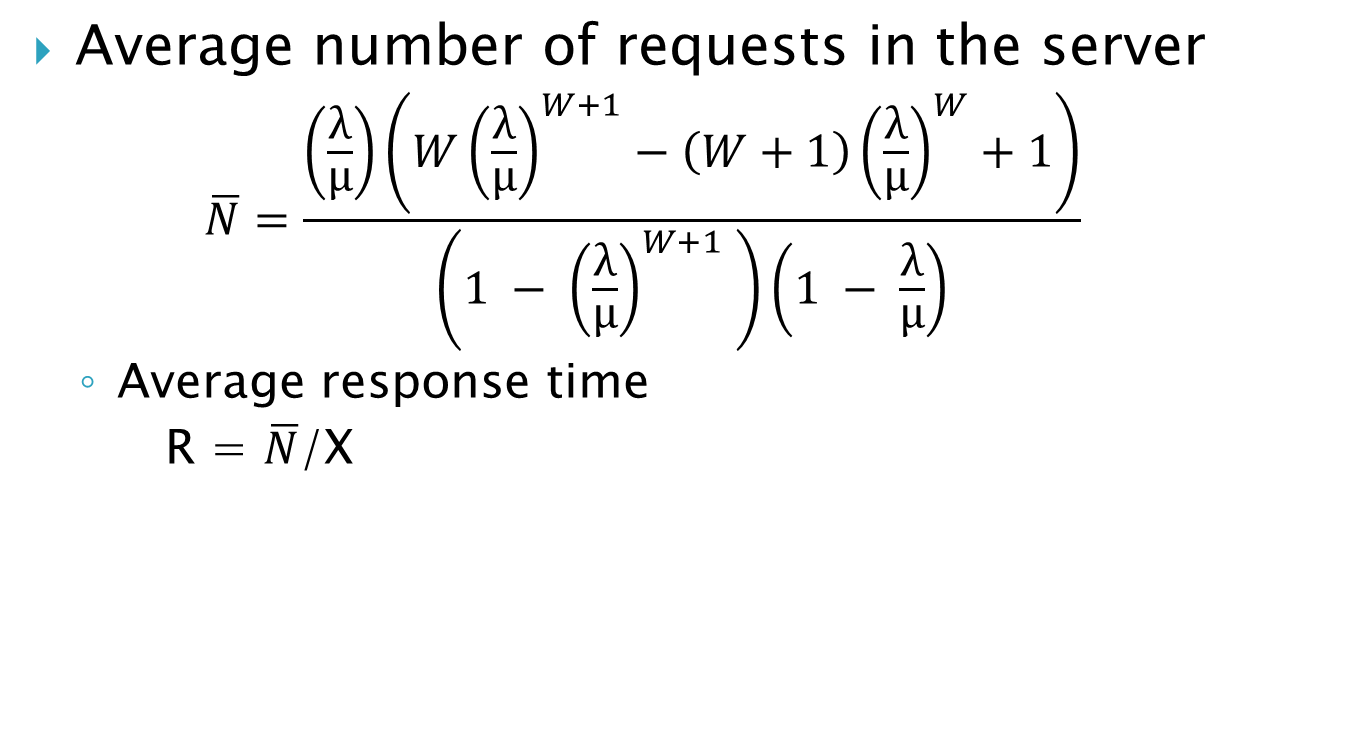 Average number of requests in the server
N̅ = (λ/μ)(W(λ/μ)^(W+1) − (W + 1)(λ/μ)^W + 1) / ((1 − (λ/μ)^(W+1))(1 − λ/μ))
Average response time
R = N̅/X